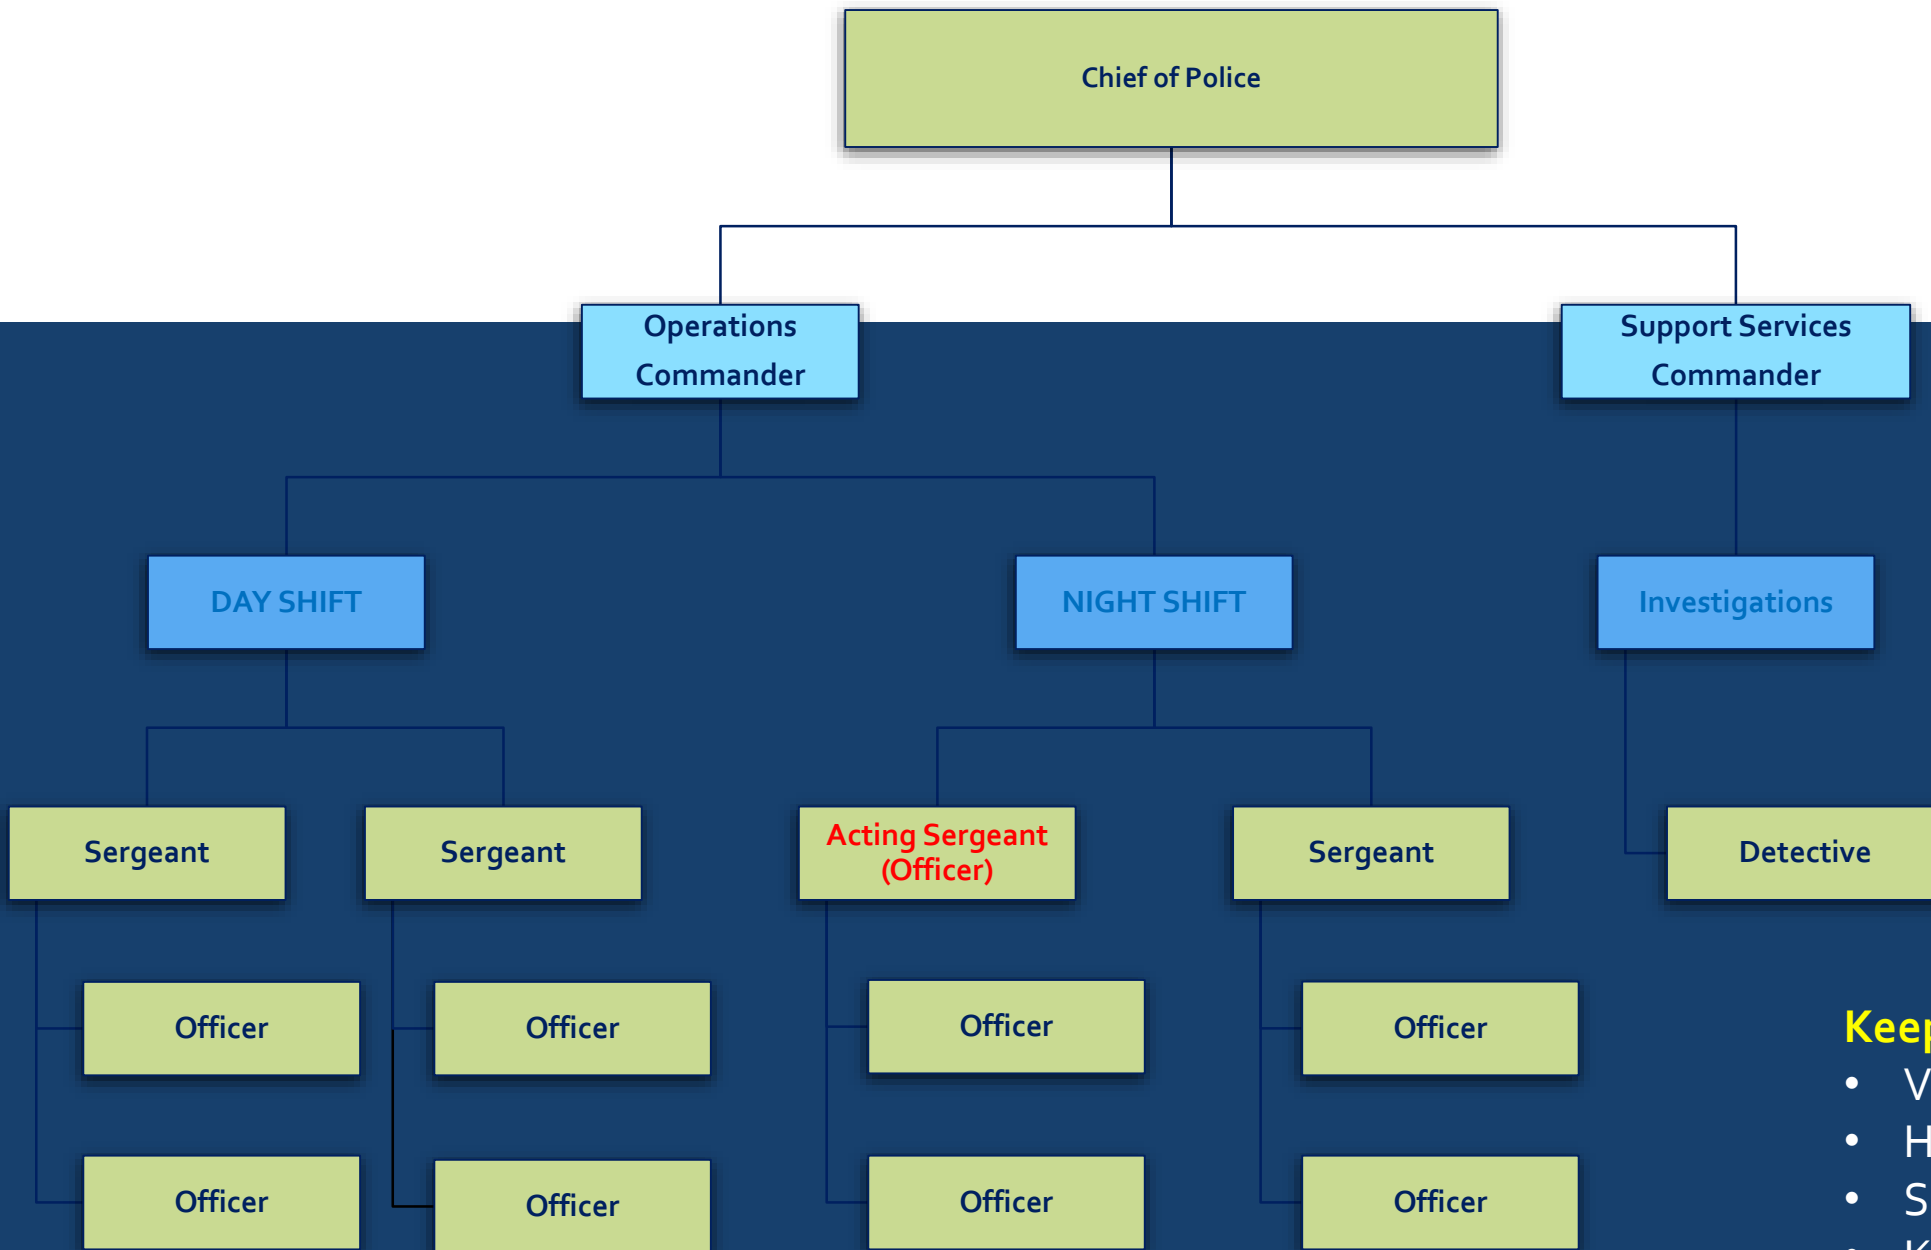 Chief of Police
Operations
Commander
Support Services
Commander
DAY SHIFT
NIGHT SHIFT
Investigations
Sergeant
Sergeant
Acting Sergeant
(Officer)
Sergeant
Detective
Officer
Officer
Officer
Officer
Officer
Officer
Officer
Officer